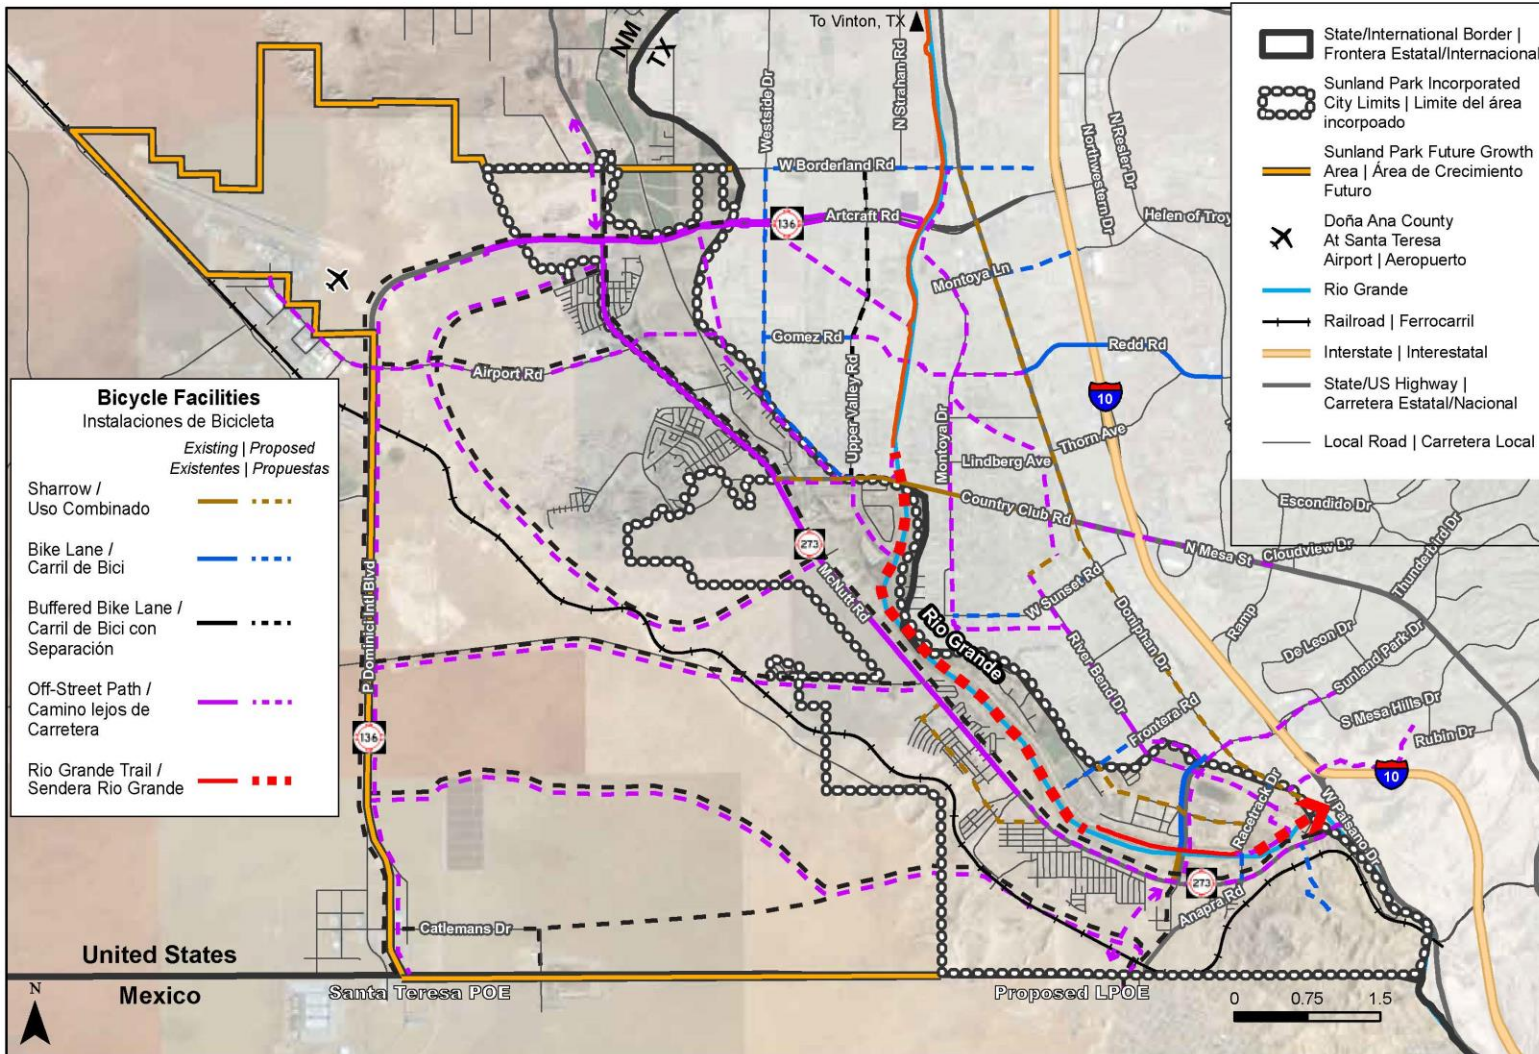 To Vinton, TX
NM
TX
Westside Dr
N Strahan Rd
Northwestern Dr
N Resler Dr
W Borderland Rd
136
Artcraft Rd
Helen of Troy
Montoya Ln
Gomez Rd
Redd Rd
Airport Rd
Upper Valley Rd
Montoya Dr
10
Thorn Ave
Lindberg Ave
Country Club Rd
N Mesa St
Cloudview Dr
Escondido Dr
Thunderbird Dr
273
McNutt Rd
W Sunset Rd
Doniphan Dr
Ramp
De Leon Dr
Sunland Park Dr
Rio Grande
River Bend Dr
Frontera Rd
S Mesa Hills Dr
Rubin Dr
10
P Dominici Intl Blvd
136
Racetrack Dr
W Paisano Dr
273
Anapra Rd
Catlemans Dr
United States
Mexico
Santa Teresa POE
Proposed LPOE
N
0 0.75 1.5
State/International Border |
Frontera Estatal/Internacional
Sunland Park Incorporated
City Limits | Limite del área
incorpoado
Sunland Park Future Growth
Area | Área de Crecimiento
Futuro
Doña Ana County
At Santa Teresa
Airport | Aeropuerto
Rio Grande
Railroad | Ferrocarril
Interstate | Interestatal
State/US Highway |
Carretera Estatal/Nacional
Local Road | Carretera Local
Bicycle Facilities
Instalaciones de Bicicleta
Existing | Proposed
Existentes | Propuestas
Sharrow /
Uso Combinado
Bike Lane /
Carril de Bici
Buffered Bike Lane /
Carril de Bici con
Separación
Off-Street Path /
Camino lejos de
Carretera
Rio Grande Trail /
Sendera Rio Grande